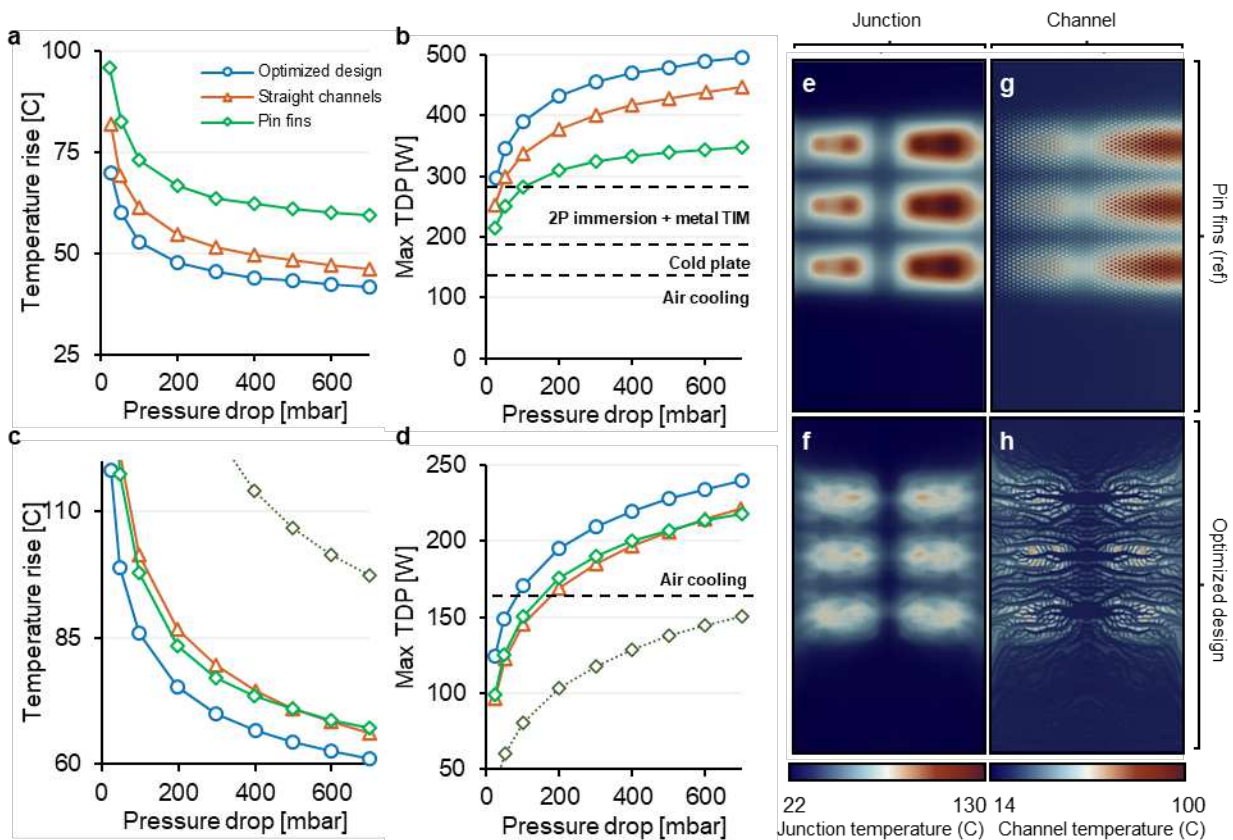 Junction
Channel
a
100
75
50
25
Temperature rise [C]
Optimized design
Straight channels
Pin fins
0
200
400
600
Pressure drop [mbar]
b
500
400
300
200
100
0
Max TDP [W]
2P immersion + metal TIM
Cold plate
Air cooling
0
200
400
600
Pressure drop [mbar]
c
110
85
60
Temperature rise [C]
0
200
400
600
Pressure drop [mbar]
d
250
200
150
100
50
Max TDP [W]
Air cooling
0
200
400
600
Pressure drop [mbar]
e
g
Pin fins (ref)
f
h
Optimized design
22
130
Junction temperature (C)
14
100
Channel temperature (C)